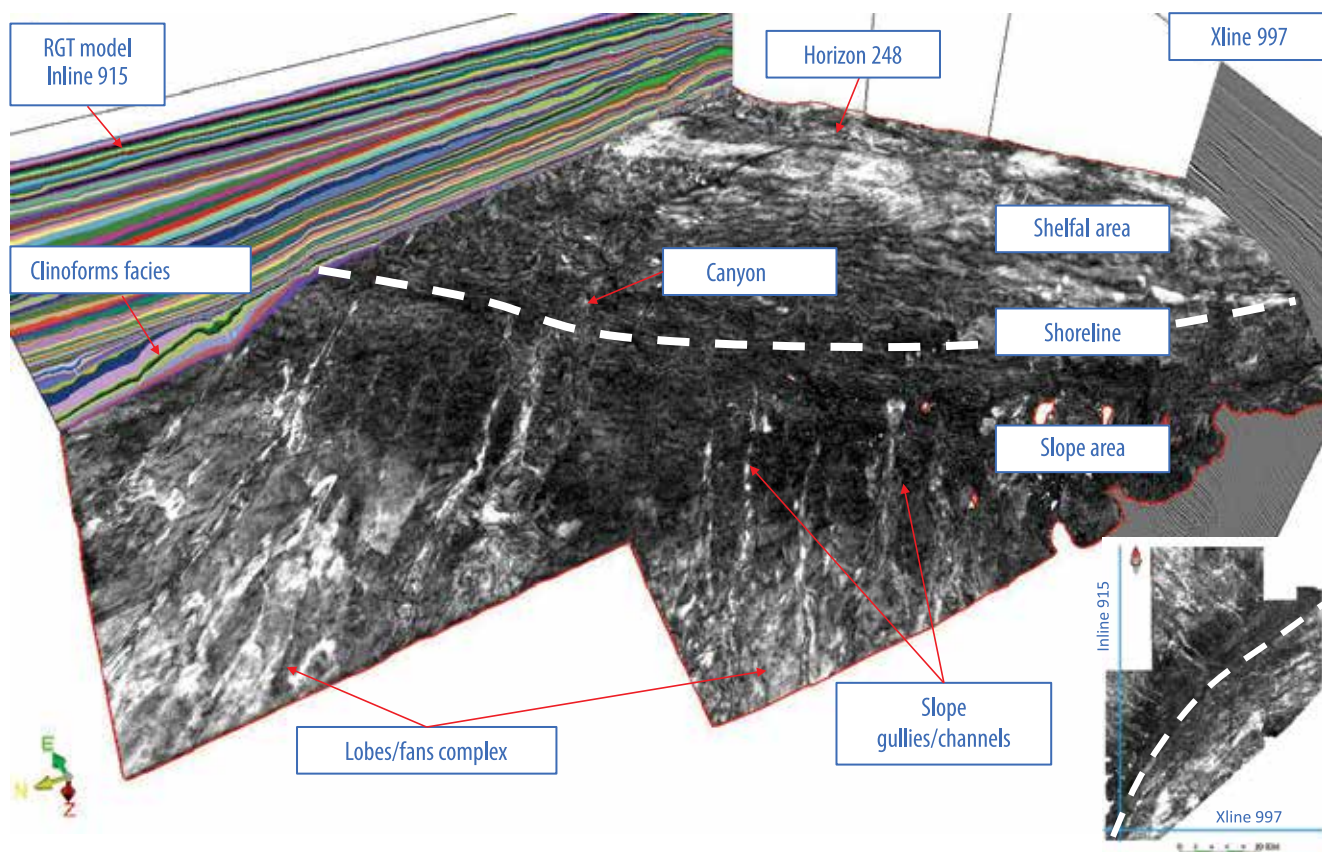 RGT model
Inline 915
Horizon 248
Xline 997
Shelfal area
Clinoforms facies
Canyon
Shoreline
Slope area
Inline 915
Slope
gullies/channels
Lobes/fans complex
E
N
Z
Xline 997